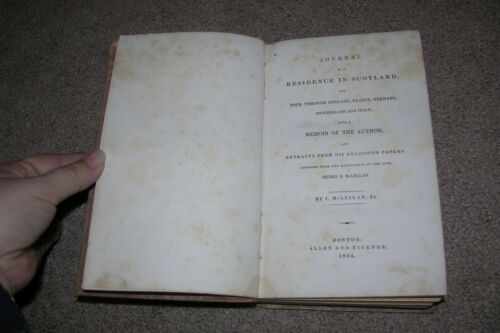 JOURNAL
OF A
RESIDENCE IN SCOTLAND,
AND
TOUR THROUGH ENGLAND, FRANCE, GERMANY,
SWITZERLAND AND ITALY.
WITH A
MEMOIR OF THE AUTHOR,
AND
EXTRACTS FROM HIS RELIGIOUS PAPERS.
COMPILED FROM THE MANUSCRIPTS OF THE LATE
HENRY B. McLELLAN,
BY I. McLELLAN, Jr.
BOSTON:
ALLEN AND TICKNOR.
1834.